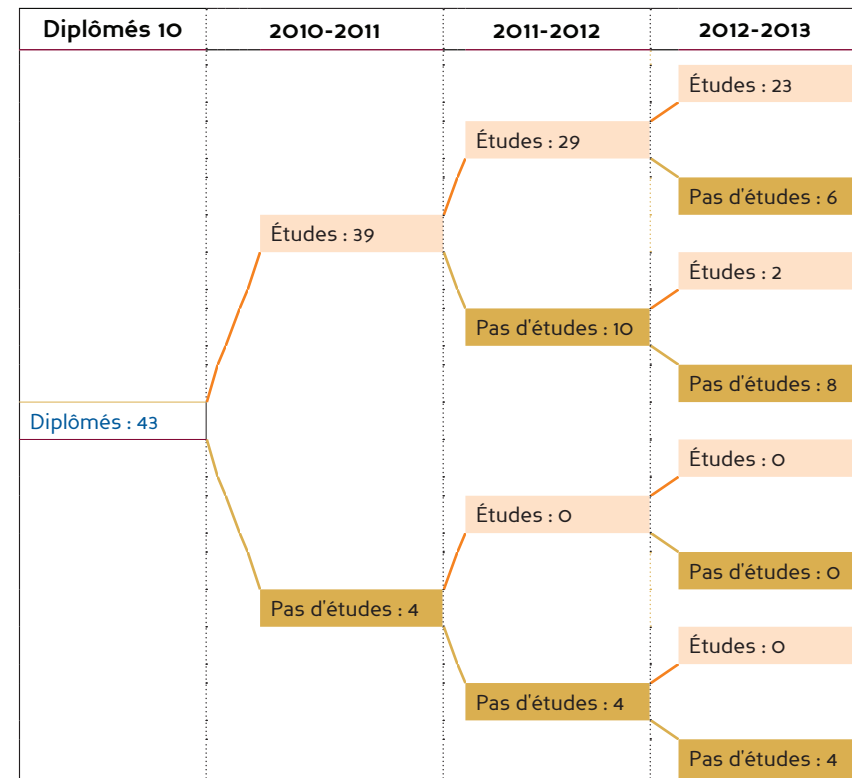 Diplômés 10 2010-2011 2011-2012 2012-2013
Études : 23
Études : 29
Pas d'études : 6
Études : 39
Études : 2
Pas d'études : 10
Pas d'études : 8
Diplômés : 43
Études : 0
Études : 0
Pas d'études : 0
Pas d'études : 4
Études : 0
Pas d'études : 4
Pas d'études : 4